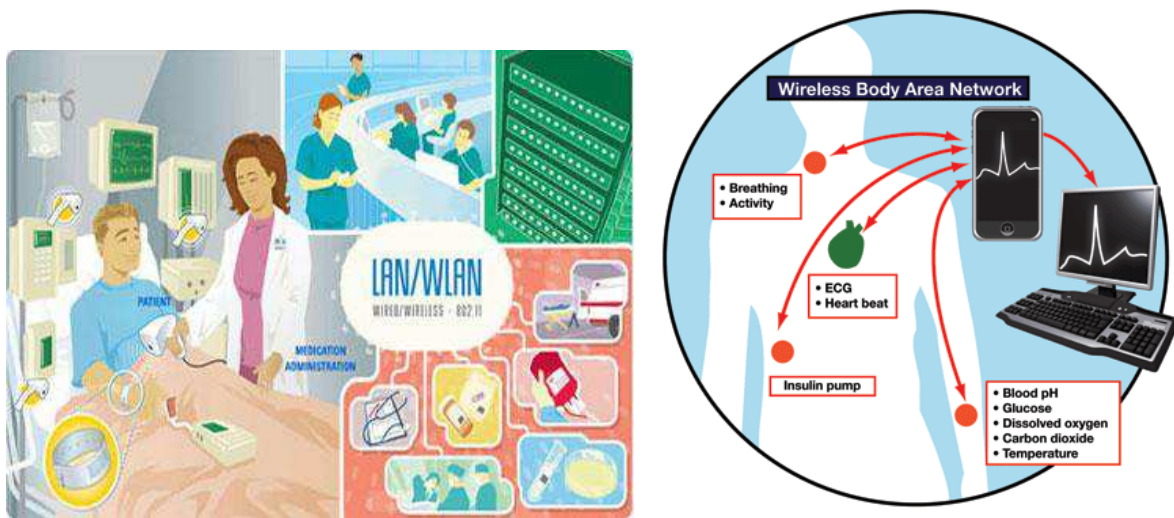 PATIENT
MEDICATION
ADMINISTRATION
LAN/WLAN
WIRED/WIRELESS - 802.11
Wireless Body Area Network
• Breathing
• Activity
• ECG
• Heart beat
Insulin pump
• Blood pH
• Glucose
• Dissolved oxygen
• Carbon dioxide
• Temperature